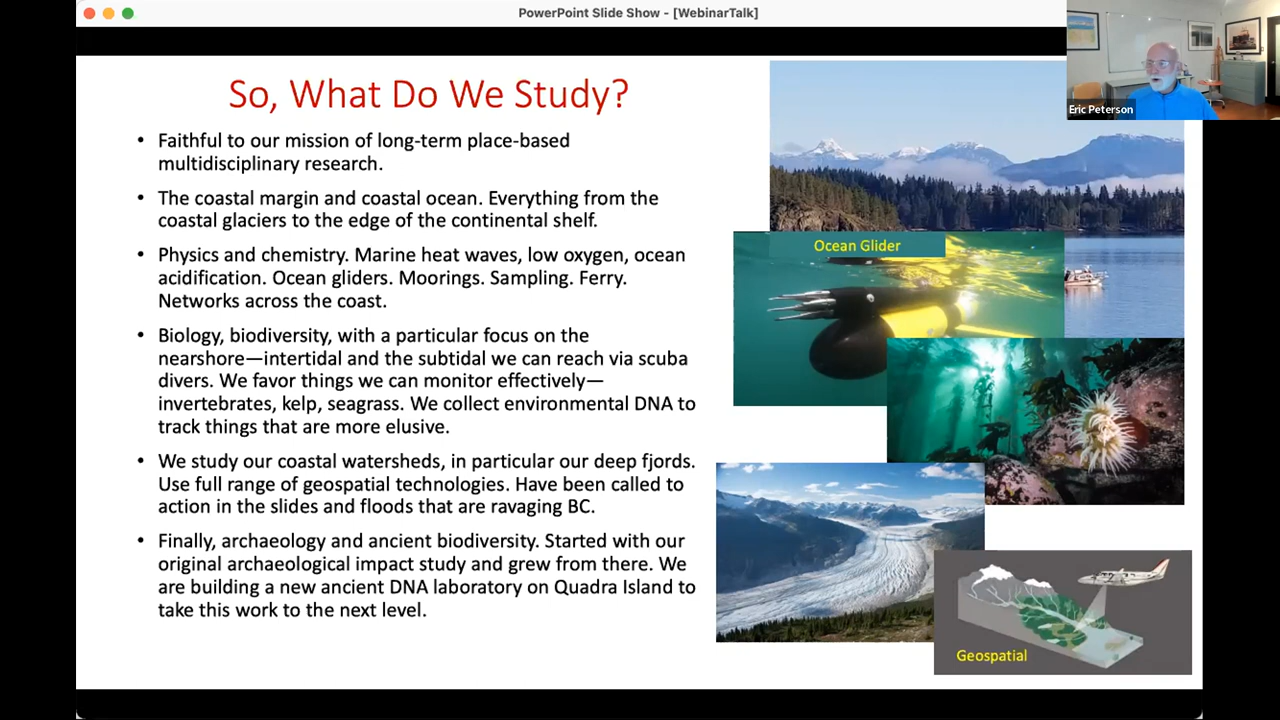 PowerPoint Slide Show - [WebinarTalk]
Eric Peterson
So, What Do We Study?
• Faithful to our mission of long-term place-based
multidisciplinary research.
• The coastal margin and coastal ocean. Everything from the
coastal glaciers to the edge of the continental shelf.
• Physics and chemistry. Marine heat waves, low oxygen, ocean
acidification. Ocean gliders. Moorings. Sampling. Ferry.
Networks across the coast.
• Biology, biodiversity, with a particular focus on the
nearshore—intertidal and the subtidal we can reach via scuba
divers. We favor things we can monitor effectively—
invertebrates, kelp, seagrass. We collect environmental DNA to
track things that are more elusive.
• We study our coastal watersheds, in particular our deep fjords.
Use full range of geospatial technologies. Have been called to
action in the slides and floods that are ravaging BC.
• Finally, archaeology and ancient biodiversity. Started with our
original archaeological impact study and grew from there. We
are building a new ancient DNA laboratory on Quadra Island to
take this work to the next level.
Ocean Glider
Geospatial